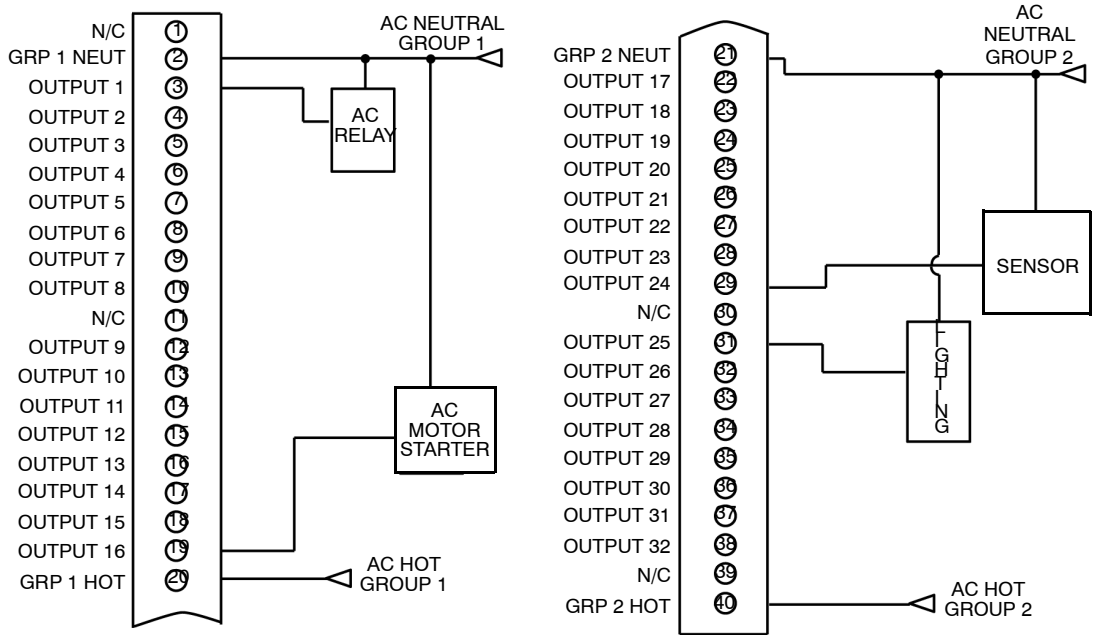 N/C 1
GRP 1 NEUT 2
OUTPUT 1 3
OUTPUT 2 4
OUTPUT 3 5
OUTPUT 4 6
OUTPUT 5 7
OUTPUT 6 8
OUTPUT 7 9
OUTPUT 8 10
N/C 11
OUTPUT 9 12
OUTPUT 10 13
OUTPUT 11 14
OUTPUT 12 15
OUTPUT 13 16
OUTPUT 14 17
OUTPUT 15 18
OUTPUT 16 19
GRP 1 HOT 20
AC NEUTRAL
GROUP 1
AC
RELAY
AC
MOTOR
STARTER
AC HOT
GROUP 1
GRP 2 NEUT 21
OUTPUT 17 22
OUTPUT 18 23
OUTPUT 19 24
OUTPUT 20 25
OUTPUT 21 26
OUTPUT 22 27
OUTPUT 23 28
OUTPUT 24 29
N/C 30
OUTPUT 25 31
OUTPUT 26 32
OUTPUT 27 33
OUTPUT 28 34
OUTPUT 29 35
OUTPUT 30 36
OUTPUT 31 37
OUTPUT 32 38
N/C 39
GRP 2 HOT 40
AC
NEUTRAL
GROUP 2
SENSOR
LIGHTING
AC HOT
GROUP 2